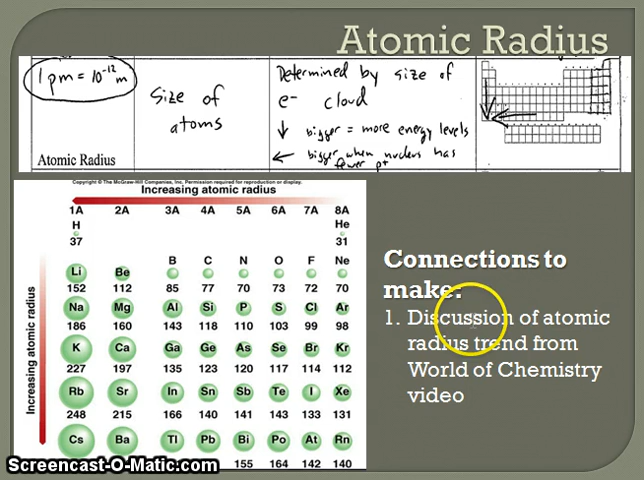 Atomic Radius
1 pm = 10⁻¹² m
Atomic Radius
Size of
atoms
Determined by size of
e- cloud
↓ bigger = more energy levels
← bigger when nucleus has
fewer p+
Copyright © The McGraw-Hill Companies, Inc. Permission required for reproduction or display.
Increasing atomic radius
1A 2A 3A 4A 5A 6A 7A 8A
H He
37 31
B C N O F Ne
Li Be
152 112 85 77 70 73 72 70
Na Mg Al Si P S Cl Ar
186 160 143 118 110 103 99 98
K Ca Ga Ge As Se Br Kr
227 197 135 123 120 117 114 112
Rb Sr In Sn Sb Te I Xe
248 215 166 140 141 143 133 131
Cs Ba Tl Pb Bi Po At Rn
155 164 142 140
Increasing atomic radius
Connections to
make:
1. Discussion of atomic
radius trend from
World of Chemistry
video
Screencast-O-Matic.com